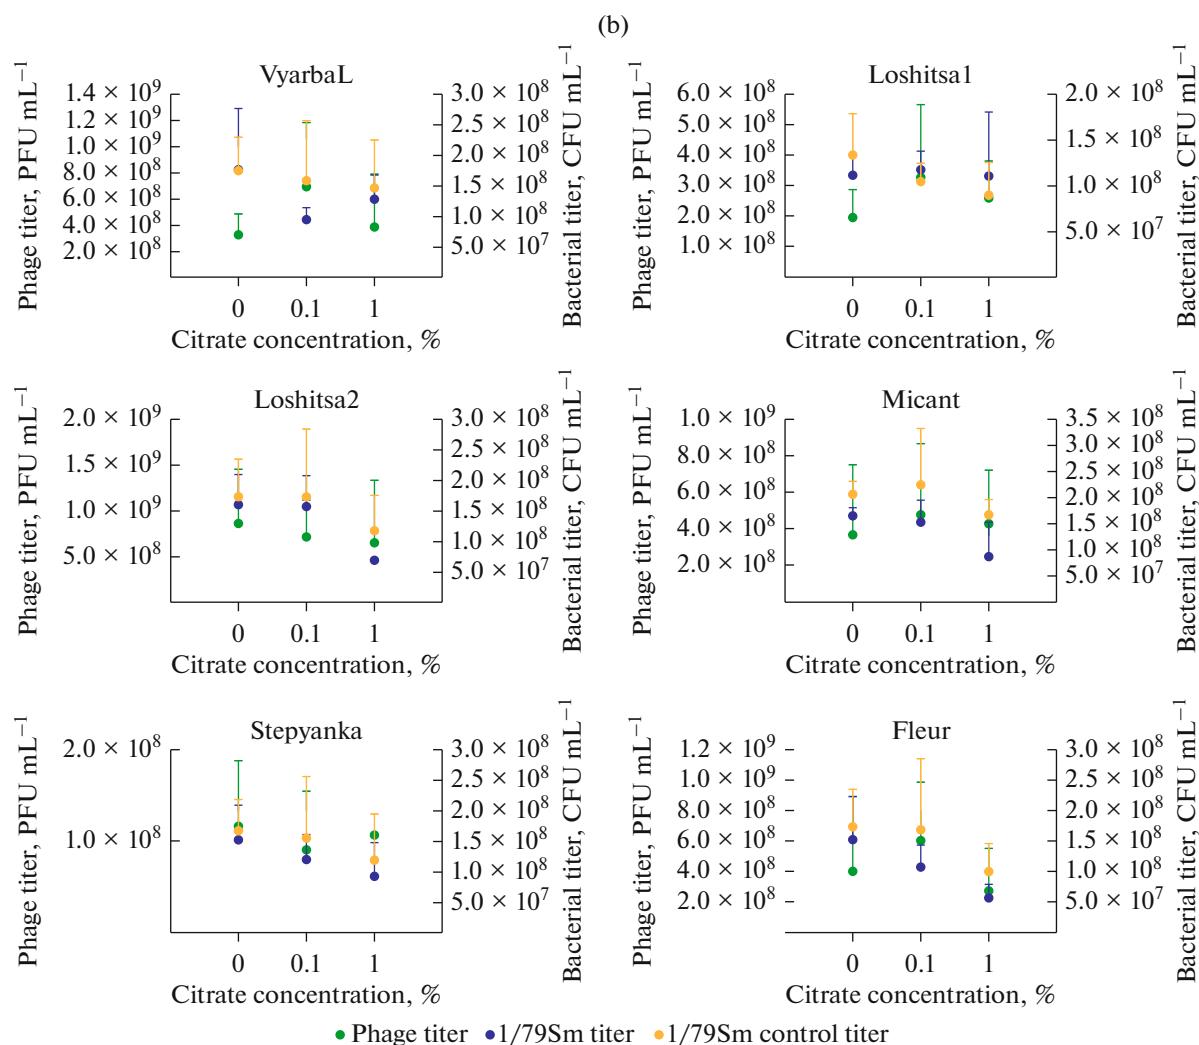 (b)
VyarbaL
Phage titer, PFU mL⁻¹
1.4 × 10⁹
1.2 × 10⁹
1.0 × 10⁹
8.0 × 10⁸
6.0 × 10⁸
4.0 × 10⁸
2.0 × 10⁸
3.0 × 10⁸
2.5 × 10⁸
2.0 × 10⁸
1.5 × 10⁸
1.0 × 10⁸
5.0 × 10⁷
Bacterial titer, CFU mL⁻¹
0 0.1 1
Citrate concentration, %
Loshitsa1
Phage titer, PFU mL⁻¹
6.0 × 10⁸
5.0 × 10⁸
4.0 × 10⁸
3.0 × 10⁸
2.0 × 10⁸
1.0 × 10⁸
2.0 × 10⁸
1.5 × 10⁸
1.0 × 10⁸
5.0 × 10⁷
Bacterial titer, CFU mL⁻¹
0 0.1 1
Citrate concentration, %
Loshitsa2
Phage titer, PFU mL⁻¹
2.0 × 10⁹
1.5 × 10⁹
1.0 × 10⁹
5.0 × 10⁸
3.0 × 10⁸
2.5 × 10⁸
2.0 × 10⁸
1.5 × 10⁸
1.0 × 10⁸
5.0 × 10⁷
Bacterial titer, CFU mL⁻¹
0 0.1 1
Citrate concentration, %
Micant
Phage titer, PFU mL⁻¹
1.0 × 10⁹
8.0 × 10⁸
6.0 × 10⁸
4.0 × 10⁸
2.0 × 10⁸
3.5 × 10⁸
3.0 × 10⁸
2.5 × 10⁸
2.0 × 10⁸
1.5 × 10⁸
1.0 × 10⁸
5.0 × 10⁷
Bacterial titer, CFU mL⁻¹
0 0.1 1
Citrate concentration, %
Stepyanka
Phage titer, PFU mL⁻¹
2.0 × 10⁸
1.0 × 10⁸
3.0 × 10⁸
2.5 × 10⁸
2.0 × 10⁸
1.5 × 10⁸
1.0 × 10⁸
5.0 × 10⁷
Bacterial titer, CFU mL⁻¹
0 0.1 1
Citrate concentration, %
Fleur
Phage titer, PFU mL⁻¹
1.2 × 10⁹
1.0 × 10⁹
8.0 × 10⁸
6.0 × 10⁸
4.0 × 10⁸
2.0 × 10⁸
3.0 × 10⁸
2.5 × 10⁸
2.0 × 10⁸
1.5 × 10⁸
1.0 × 10⁸
5.0 × 10⁷
Bacterial titer, CFU mL⁻¹
0 0.1 1
Citrate concentration, %
Phage titer 1/79Sm titer 1/79Sm control titer